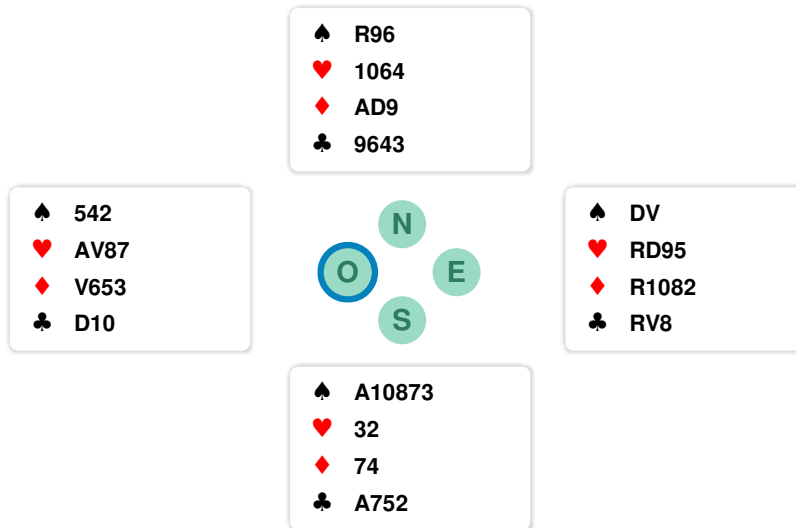 ♠ R96
♥ 1064
♦ AD9
♣ 9643
♠ 542
♥ AV87
♦ V653
♣ D10
N
O E
S
♠ DV
♥ RD95
♦ R1082
♣ RV8
♠ A10873
♥ 32
♦ 74
♣ A752